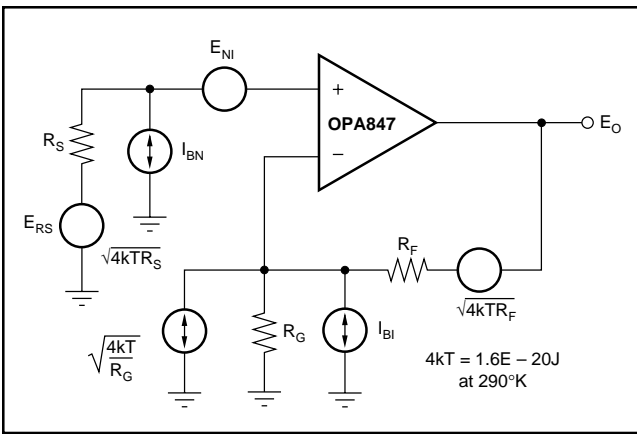 E_NI
+
OPA847
−
E_O
R_S
I_BN
E_RS
√4kTR_S
R_F
√4kTR_F
√4kT/R_G
R_G
I_BI
4kT = 1.6E – 20J
at 290°K